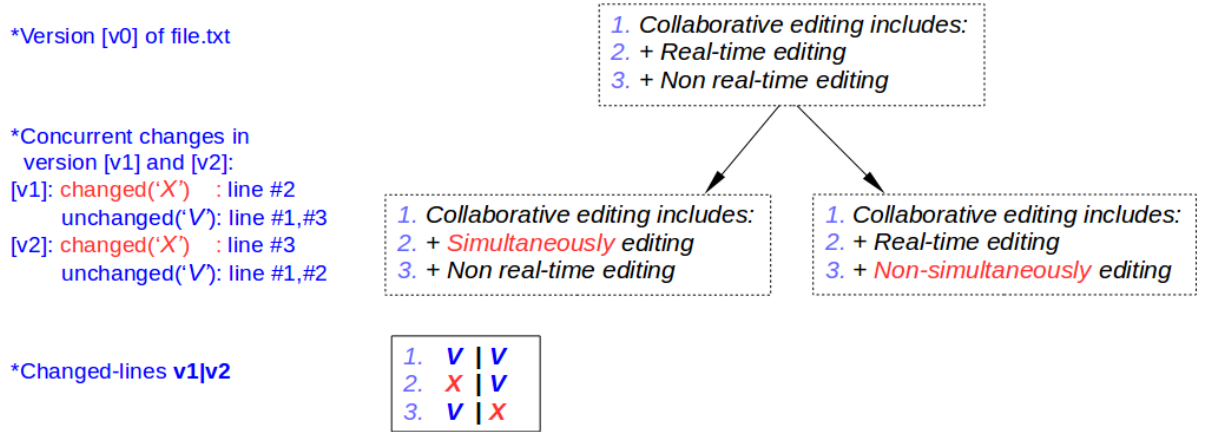 *Version [v0] of file.txt
1. Collaborative editing includes:
2. + Real-time editing
3. + Non real-time editing
*Concurrent changes in
version [v1] and [v2]:
[v1]: changed(‘X’) : line #2
unchanged(‘V’): line #1,#3
[v2]: changed(‘X’) : line #3
unchanged(‘V’): line #1,#2
1. Collaborative editing includes:
2. + Simultaneously editing
3. + Non real-time editing
1. Collaborative editing includes:
2. + Real-time editing
3. + Non-simultaneously editing
*Changed-lines v1|v2
1. V | V
2. X | V
3. V | X